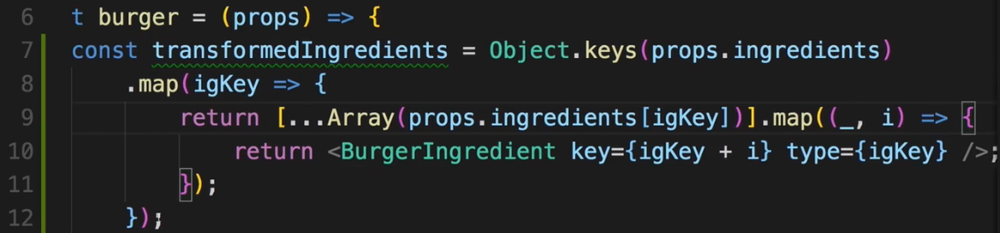 6 t burger = (props) => {
7 const transformedIngredients = Object.keys(props.ingredients)
8 .map(igKey => {
9 return [...Array(props.ingredients[igKey])].map((_, i) => {
10 return <BurgerIngredient key={igKey + i} type={igKey} />;
11 });
12 });